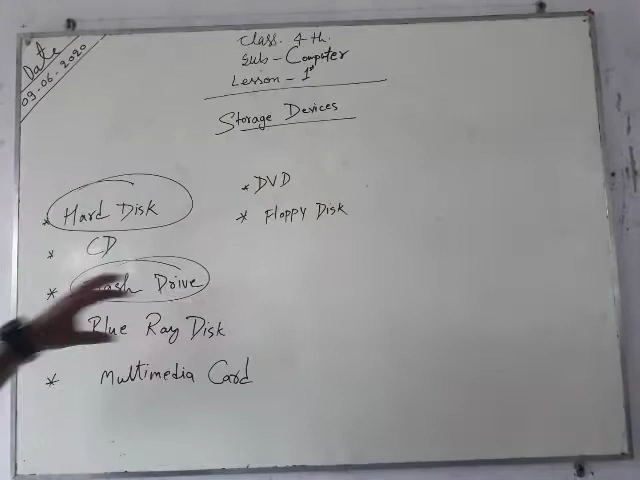 Date
09.06.2020
Class. 4th.
Sub - Computer
Lesson - 1st
Storage Devices
* Hard Disk
* CD
* Drive
Blue Ray Disk
* Multimedia Card
* DVD
* Floppy Disk